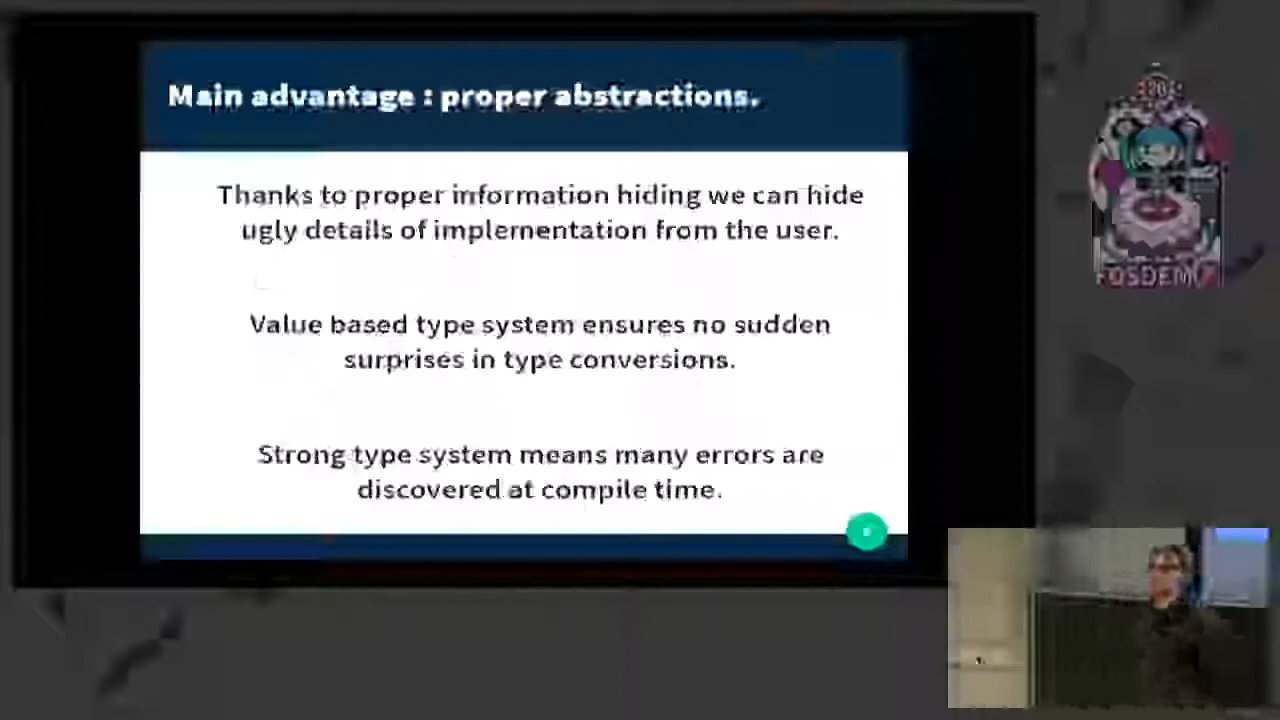 Main advantage : proper abstractions.
Thanks to proper information hiding we can hide
ugly details of implementation from the user.
Value based type system ensures no sudden
surprises in type conversions.
Strong type system means many errors are
discovered at compile time.
FOSDEM